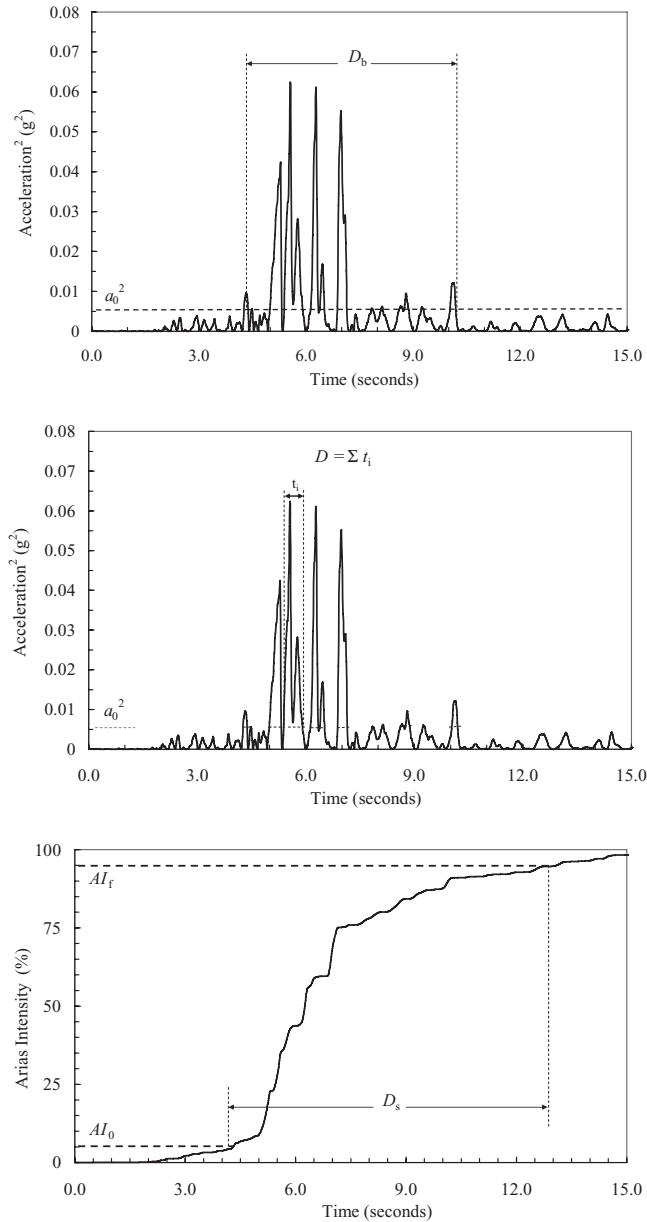 0.08
0.07
0.06
0.05
0.04
0.03
0.02
0.01
0
Acceleration² (g²)
D_b
a₀²
0.0 3.0 6.0 9.0 12.0 15.0
Time (seconds)
0.08
0.07
0.06
0.05
0.04
0.03
0.02
0.01
0
Acceleration² (g²)
D = Σ t_i
t_i
a₀²
0.0 3.0 6.0 9.0 12.0 15.0
Time (seconds)
100
75
50
25
0
Arias Intensity (%)
AI_f
D_s
AI₀
0.0 3.0 6.0 9.0 12.0 15.0
Time (seconds)